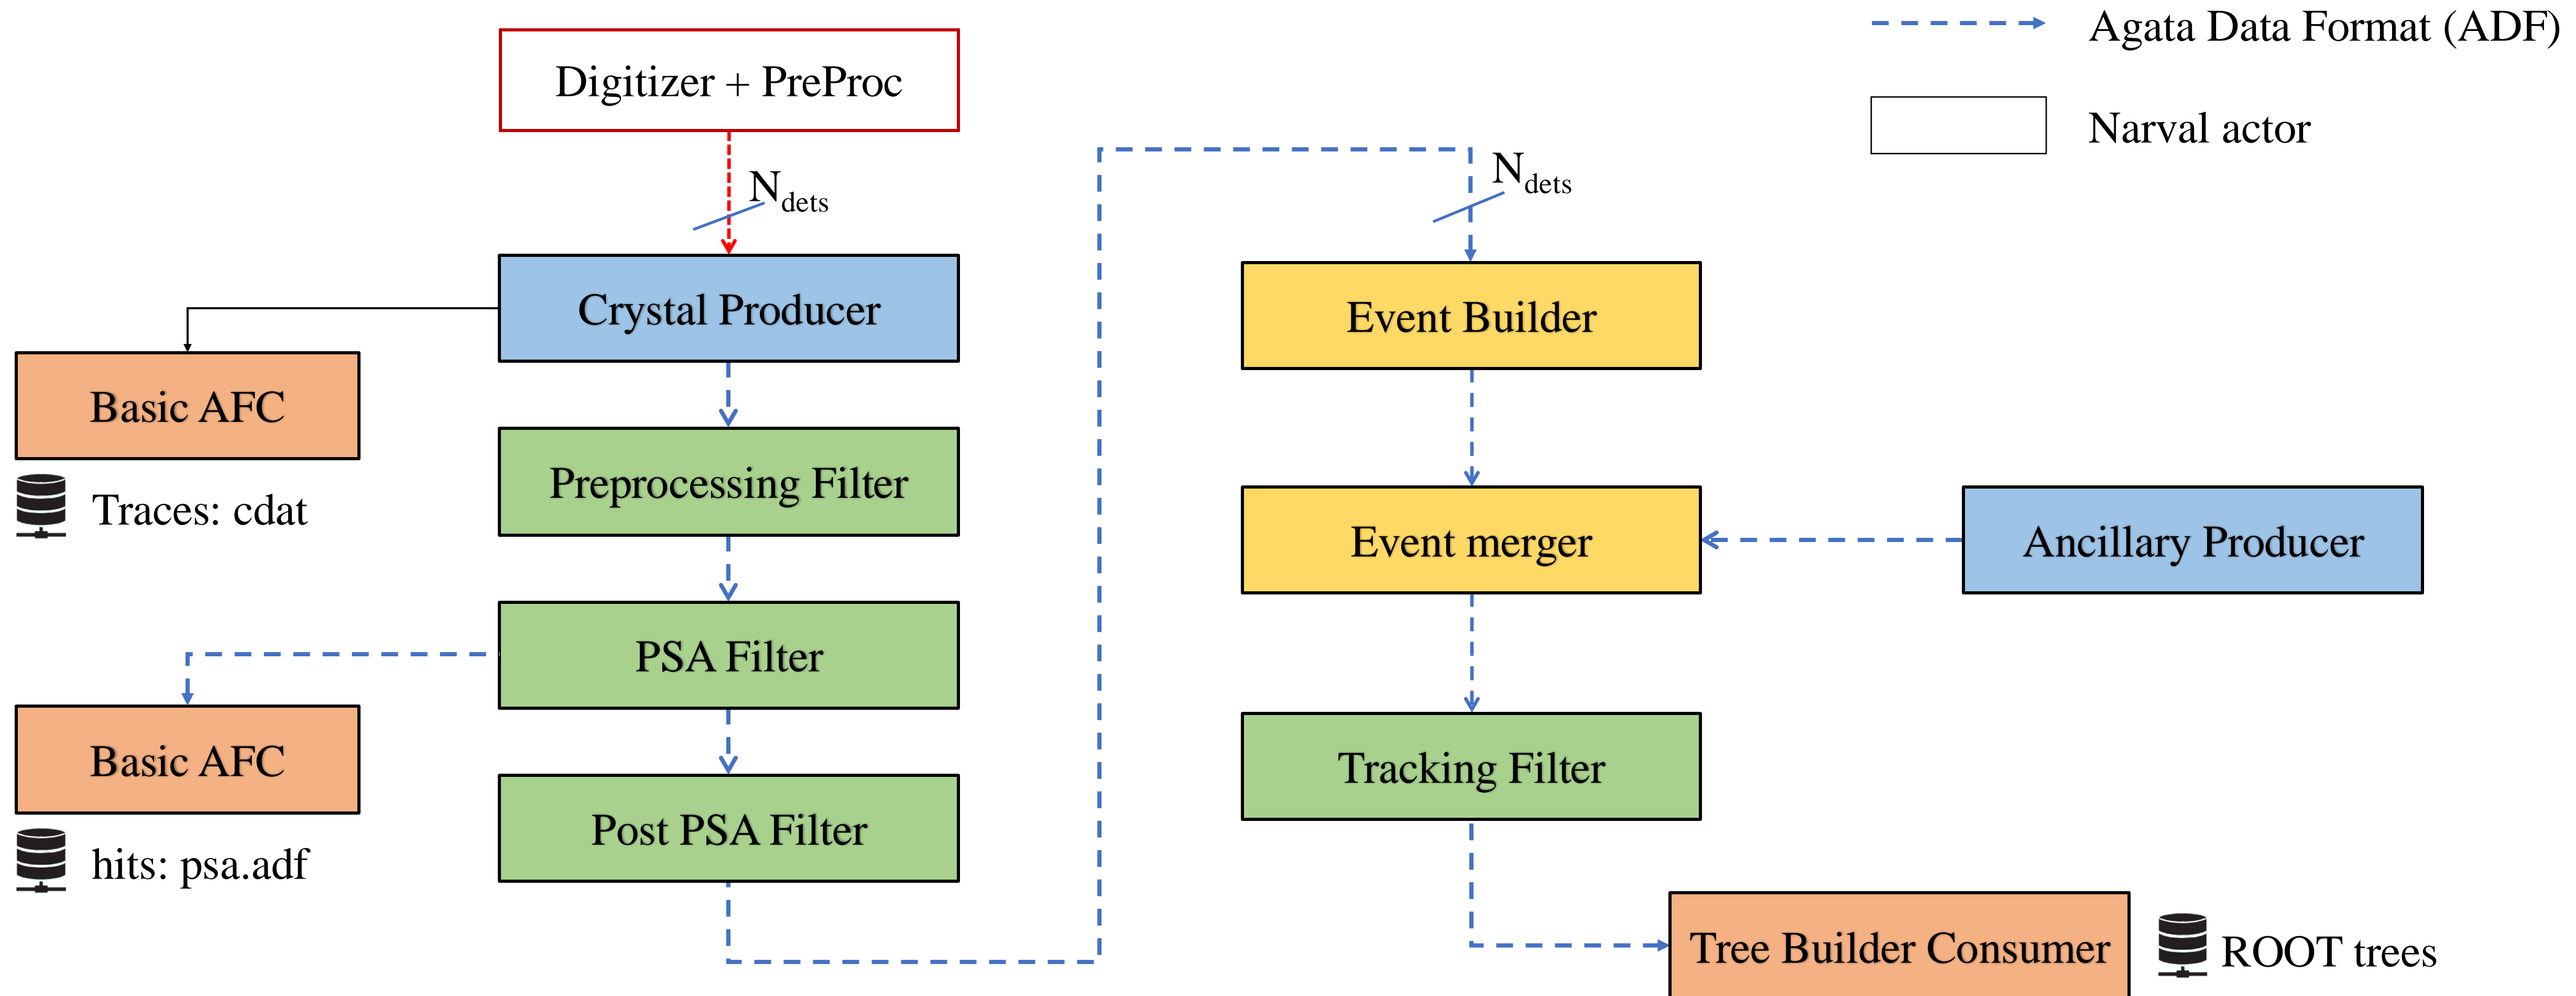 Agata Data Format (ADF)
Narval actor
Digitizer + PreProc
N_dets
Crystal Producer
Basic AFC
Traces: cdat
Preprocessing Filter
PSA Filter
Basic AFC
hits: psa.adf
Post PSA Filter
N_dets
Event Builder
Event merger
Ancillary Producer
Tracking Filter
Tree Builder Consumer
ROOT trees